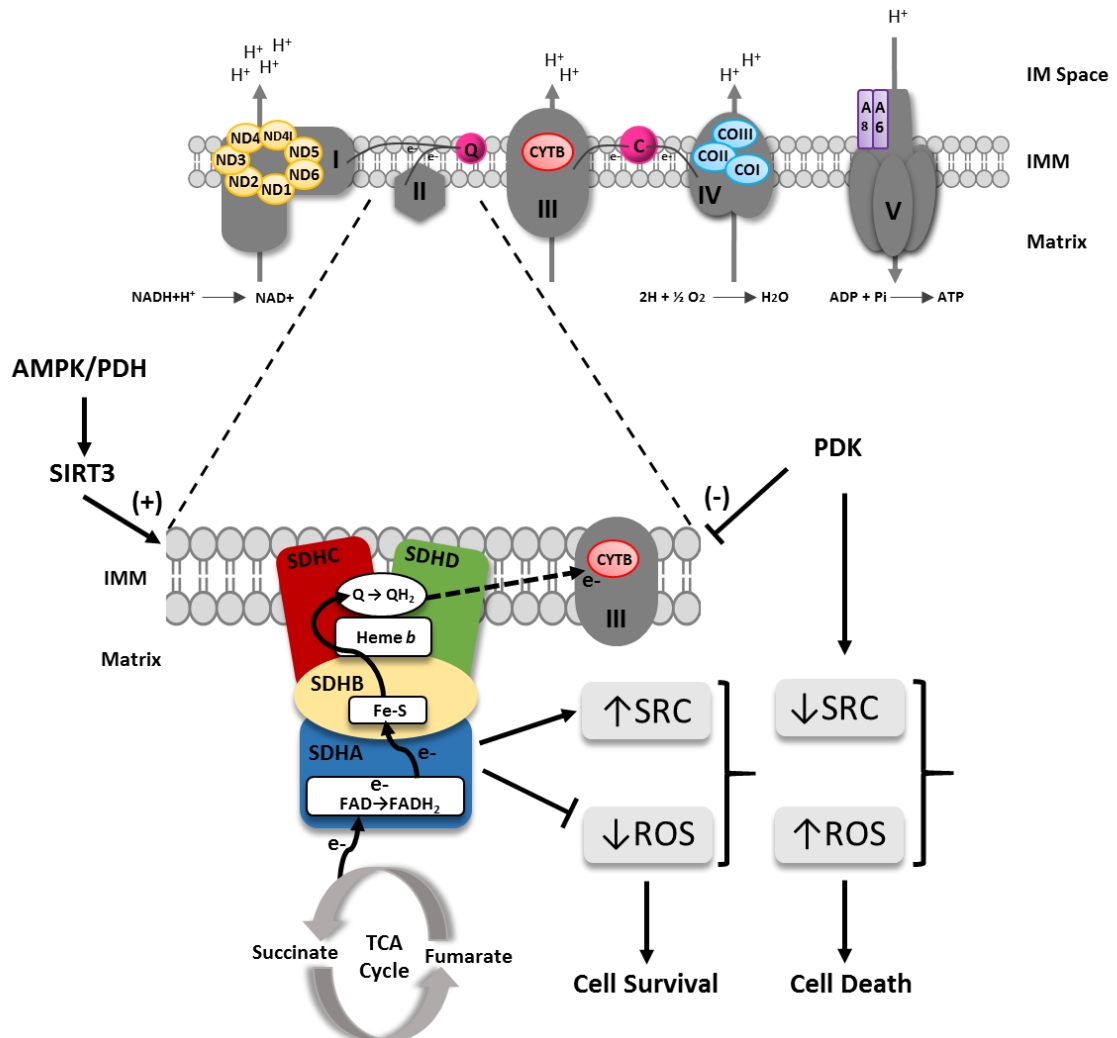 H⁺
H⁺
H⁺
H⁺
H⁺
H⁺
H⁺
H⁺
H⁺
H⁺
IM Space
ND4
ND4l
ND3
ND5
ND2
ND6
ND1
I
e-
e-
Q
II
CYTB
III
e-
C
e-
COIII
COII
COI
IV
A8
A6
V
IMM
Matrix
NADH+H⁺ → NAD+
2H + ½ O₂ → H₂O
ADP + Pi → ATP
AMPK/PDH
SIRT3
(+)
PDK
(-)
IMM
Matrix
SDHC
SDHD
Q → QH₂
Heme b
CYTB
e-
III
SDHB
Fe-S
SDHA
e-
e-
FAD→FADH₂
e-
↑SRC
↓SRC
↓ROS
↑ROS
Succinate
TCA
Cycle
Fumarate
Cell Survival
Cell Death